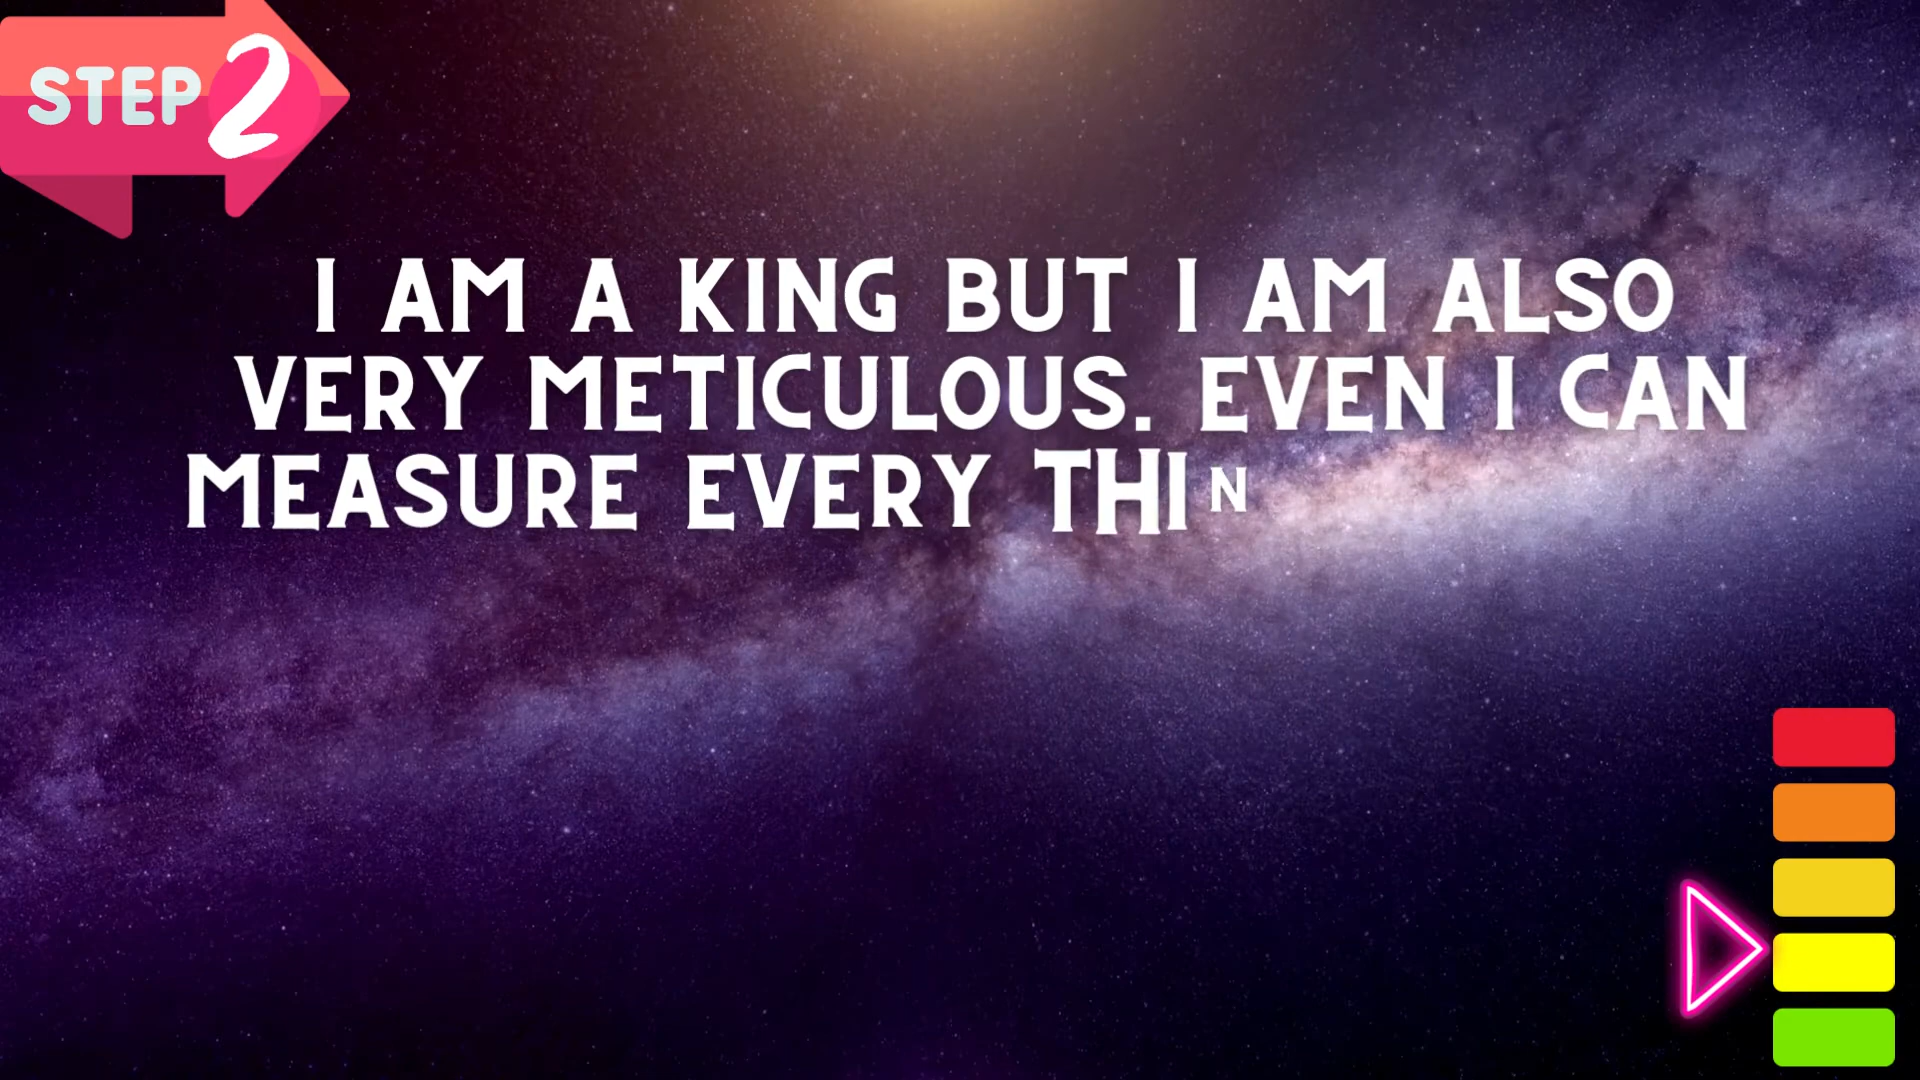 STEP 2
I AM A KING BUT I AM ALSO
VERY METICULOUS. EVEN I CAN
MEASURE EVERY THIN